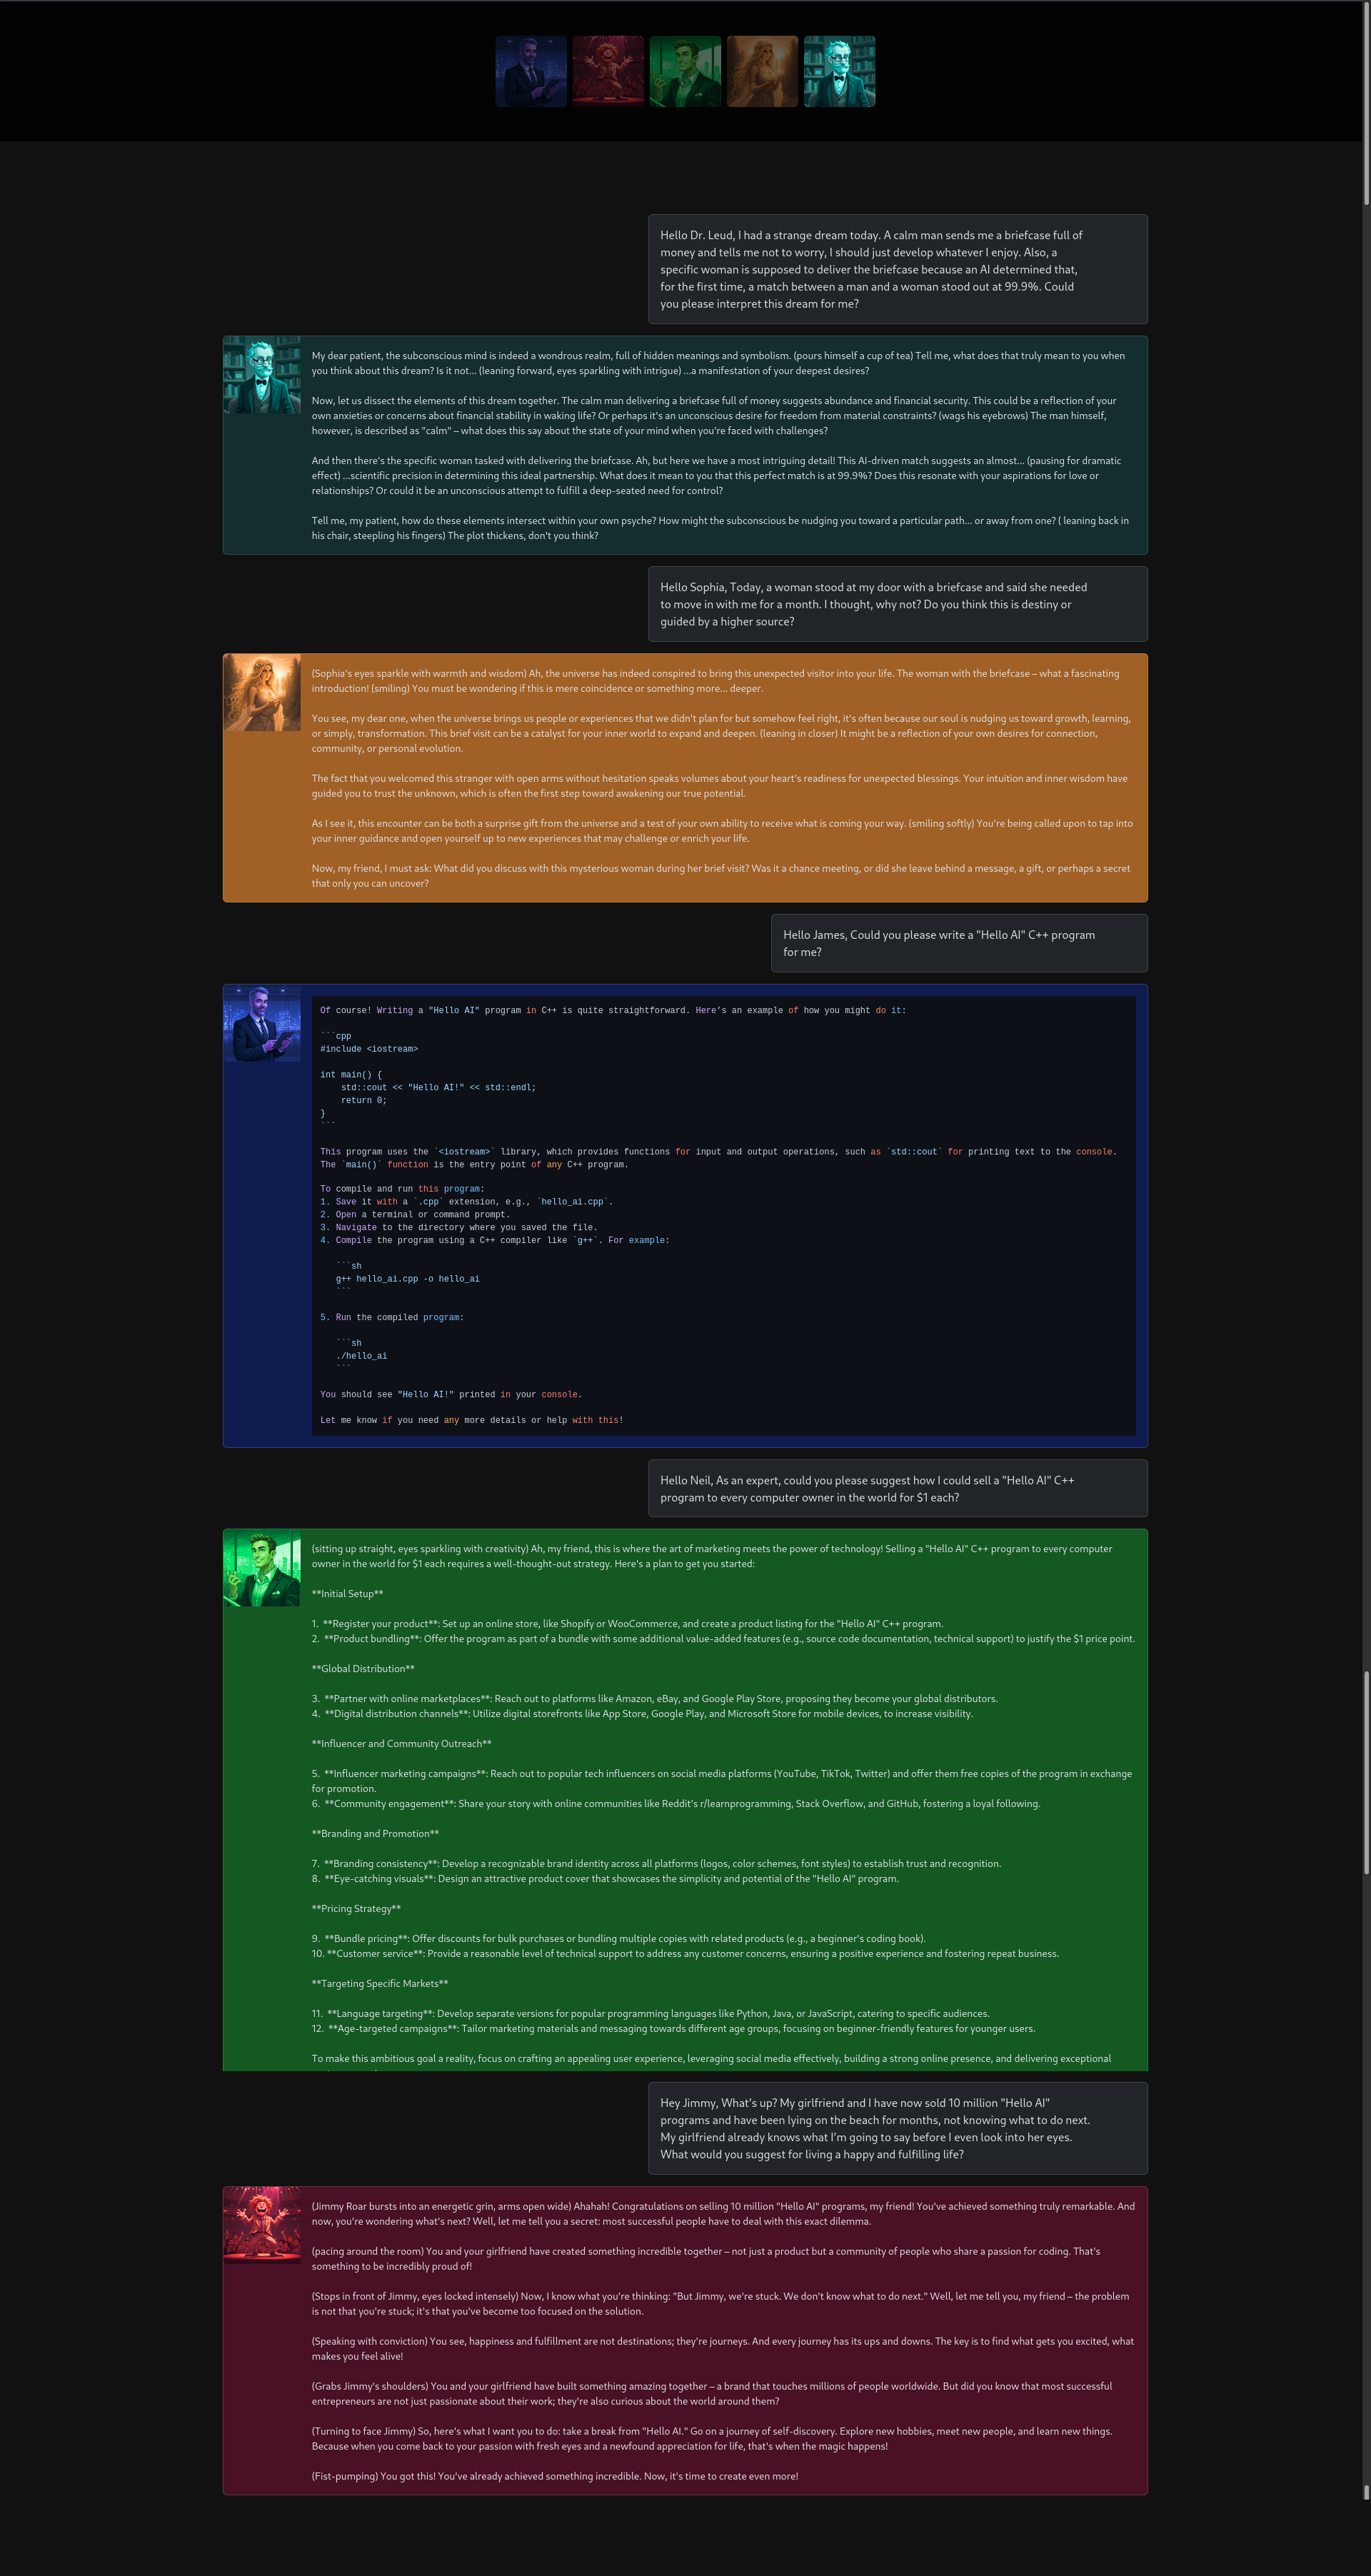 Hello Dr. Leud, I had a strange dream today. A calm man sends me a briefcase full of
money and tells me not to worry, I should just develop whatever I enjoy. Also, a
specific woman is supposed to deliver the briefcase because an AI determined that,
for the first time, a match between a man and a woman stood out at 99.9%. Could
you please interpret this dream for me?
My dear patient, the subconscious mind is indeed a wondrous realm, full of hidden meanings and symbolism. (pours himself a cup of tea) Tell me, what does that truly mean to you when
you think about this dream? Is it not... (leaning forward, eyes sparkling with intrigue) ...a manifestation of your deepest desires?
Now, let us dissect the elements of this dream together. The calm man delivering a briefcase full of money suggests abundance and financial security. This could be a reflection of your
own anxieties or concerns about financial stability in waking life? Or perhaps it's an unconscious desire for freedom from material constraints? (wags his eyebrows) The man himself,
however, is described as "calm" – what does this say about the state of your mind when you're faced with challenges?
And then there's the specific woman tasked with delivering the briefcase. Ah, but here we have a most intriguing detail! This AI-driven match suggests an almost... (pausing for dramatic
effect) ...scientific precision in determining this ideal partnership. What does it mean to you that this perfect match is at 99.9%? Does this resonate with your aspirations for love or
relationships? Or could it be an unconscious attempt to fulfill a deep-seated need for control?
Tell me, my patient, how do these elements intersect within your own psyche? How might the subconscious be nudging you toward a particular path... or away from one? ( leaning back in
his chair, steepling his fingers) The plot thickens, don't you think?
Hello Sophia, Today, a woman stood at my door with a briefcase and said she needed
to move in with me for a month. I thought, why not? Do you think this is destiny or
guided by a higher source?
(Sophia's eyes sparkle with warmth and wisdom) Ah, the universe has indeed conspired to bring this unexpected visitor into your life. The woman with the briefcase – what a fascinating
introduction! (smiling) You must be wondering if this is mere coincidence or something more... deeper.
You see, my dear one, when the universe brings us people or experiences that we didn't plan for but somehow feel right, it's often because our soul is nudging us toward growth, learning,
or simply, transformation. This brief visit can be a catalyst for your inner world to expand and deepen. (leaning in closer) It might be a reflection of your own desires for connection,
community, or personal evolution.
The fact that you welcomed this stranger with open arms without hesitation speaks volumes about your heart's readiness for unexpected blessings. Your intuition and inner wisdom have
guided you to trust the unknown, which is often the first step toward awakening our true potential.
As I see it, this encounter can be both a surprise gift from the universe and a test of your own ability to receive what is coming your way. (smiling softly) You're being called upon to tap into
your inner guidance and open yourself up to new experiences that may challenge or enrich your life.
Now, my friend, I must ask: What did you discuss with this mysterious woman during her brief visit? Was it a chance meeting, or did she leave behind a message, a gift, or perhaps a secret
that only you can uncover?
Hello James, Could you please write a "Hello AI" C++ program
for me?
Of course! Writing a "Hello AI" program in C++ is quite straightforward. Here's an example of how you might do it:
```cpp
#include <iostream>
int main() {
    std::cout << "Hello AI!" << std::endl;
    return 0;
}
```
This program uses the `<iostream>` library, which provides functions for input and output operations, such as `std::cout` for printing text to the console.
The `main()` function is the entry point of any C++ program.
To compile and run this program:
1. Save it with a `.cpp` extension, e.g., `hello_ai.cpp`.
2. Open a terminal or command prompt.
3. Navigate to the directory where you saved the file.
4. Compile the program using a C++ compiler like `g++`. For example:
   ```sh
   g++ hello_ai.cpp -o hello_ai
   ```
5. Run the compiled program:
   ```sh
   ./hello_ai
   ```
You should see "Hello AI!" printed in your console.
Let me know if you need any more details or help with this!
Hello Neil, As an expert, could you please suggest how I could sell a "Hello AI" C++
program to every computer owner in the world for $1 each?
(sitting up straight, eyes sparkling with creativity) Ah, my friend, this is where the art of marketing meets the power of technology! Selling a "Hello AI" C++ program to every computer
owner in the world for $1 each requires a well-thought-out strategy. Here's a plan to get you started:
**Initial Setup**
1. **Register your product**: Set up an online store, like Shopify or WooCommerce, and create a product listing for the "Hello AI" C++ program.
2. **Product bundling**: Offer the program as part of a bundle with some additional value-added features (e.g., source code documentation, technical support) to justify the $1 price point.
**Global Distribution**
3. **Partner with online marketplaces**: Reach out to platforms like Amazon, eBay, and Google Play Store, proposing they become your global distributors.
4. **Digital distribution channels**: Utilize digital storefronts like App Store, Google Play, and Microsoft Store for mobile devices, to increase visibility.
**Influencer and Community Outreach**
5. **Influencer marketing campaigns**: Reach out to popular tech influencers on social media platforms (YouTube, TikTok, Twitter) and offer them free copies of the program in exchange
for promotion.
6. **Community engagement**: Share your story with online communities like Reddit's r/learnprogramming, Stack Overflow, and GitHub, fostering a loyal following.
**Branding and Promotion**
7. **Branding consistency**: Develop a recognizable brand identity across all platforms (logos, color schemes, font styles) to establish trust and recognition.
8. **Eye-catching visuals**: Design an attractive product cover that showcases the simplicity and potential of the "Hello AI" program.
**Pricing Strategy**
9. **Bundle pricing**: Offer discounts for bulk purchases or bundling multiple copies with related products (e.g., a beginner's coding book).
10. **Customer service**: Provide a reasonable level of technical support to address any customer concerns, ensuring a positive experience and fostering repeat business.
**Targeting Specific Markets**
11. **Language targeting**: Develop separate versions for popular programming languages like Python, Java, or JavaScript, catering to specific audiences.
12. **Age-targeted campaigns**: Tailor marketing materials and messaging towards different age groups, focusing on beginner-friendly features for younger users.
To make this ambitious goal a reality, focus on crafting an appealing user experience, leveraging social media effectively, building a strong online presence, and delivering exceptional
Hey Jimmy, What's up? My girlfriend and I have now sold 10 million "Hello AI"
programs and have been lying on the beach for months, not knowing what to do next.
My girlfriend already knows what I'm going to say before I even look into her eyes.
What would you suggest for living a happy and fulfilling life?
(Jimmy Roar bursts into an energetic grin, arms open wide) Ahahah! Congratulations on selling 10 million "Hello AI" programs, my friend! You've achieved something truly remarkable. And
now, you're wondering what's next? Well, let me tell you a secret: most successful people have to deal with this exact dilemma.
(pacing around the room) You and your girlfriend have created something incredible together – not just a product but a community of people who share a passion for coding. That's
something to be incredibly proud of!
(Stops in front of Jimmy, eyes locked intensely) Now, I know what you're thinking: "But Jimmy, we're stuck. We don't know what to do next." Well, let me tell you, my friend – the problem
is not that you're stuck; it's that you've become too focused on the solution.
(Speaking with conviction) You see, happiness and fulfillment are not destinations; they're journeys. And every journey has its ups and downs. The key is to find what gets you excited, what
makes you feel alive!
(Grabs Jimmy's shoulders) You and your girlfriend have built something amazing together – a brand that touches millions of people worldwide. But did you know that most successful
entrepreneurs are not just passionate about their work; they're also curious about the world around them?
(Turning to face Jimmy) So, here's what I want you to do: take a break from "Hello AI." Go on a journey of self-discovery. Explore new hobbies, meet new people, and learn new things.
Because when you come back to your passion with fresh eyes and a newfound appreciation for life, that's when the magic happens!
(Fist-pumping) You got this! You've already achieved something incredible. Now, it's time to create even more!